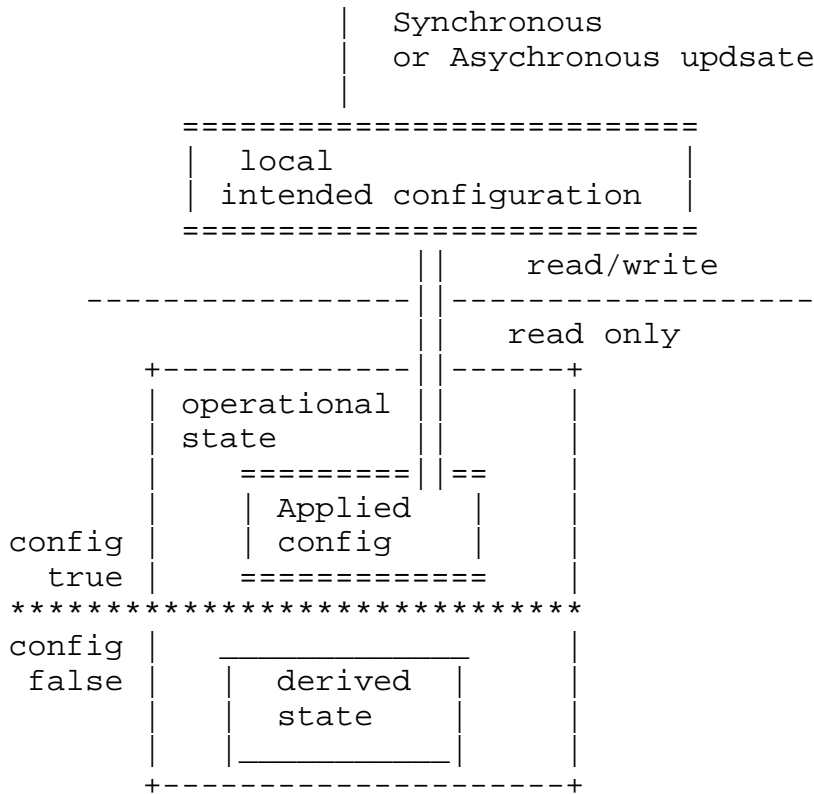 Synchronous
or Asychronous updsate
local
intended configuration
read/write
read only
operational
state
Applied
config config
true
config
false derived
state